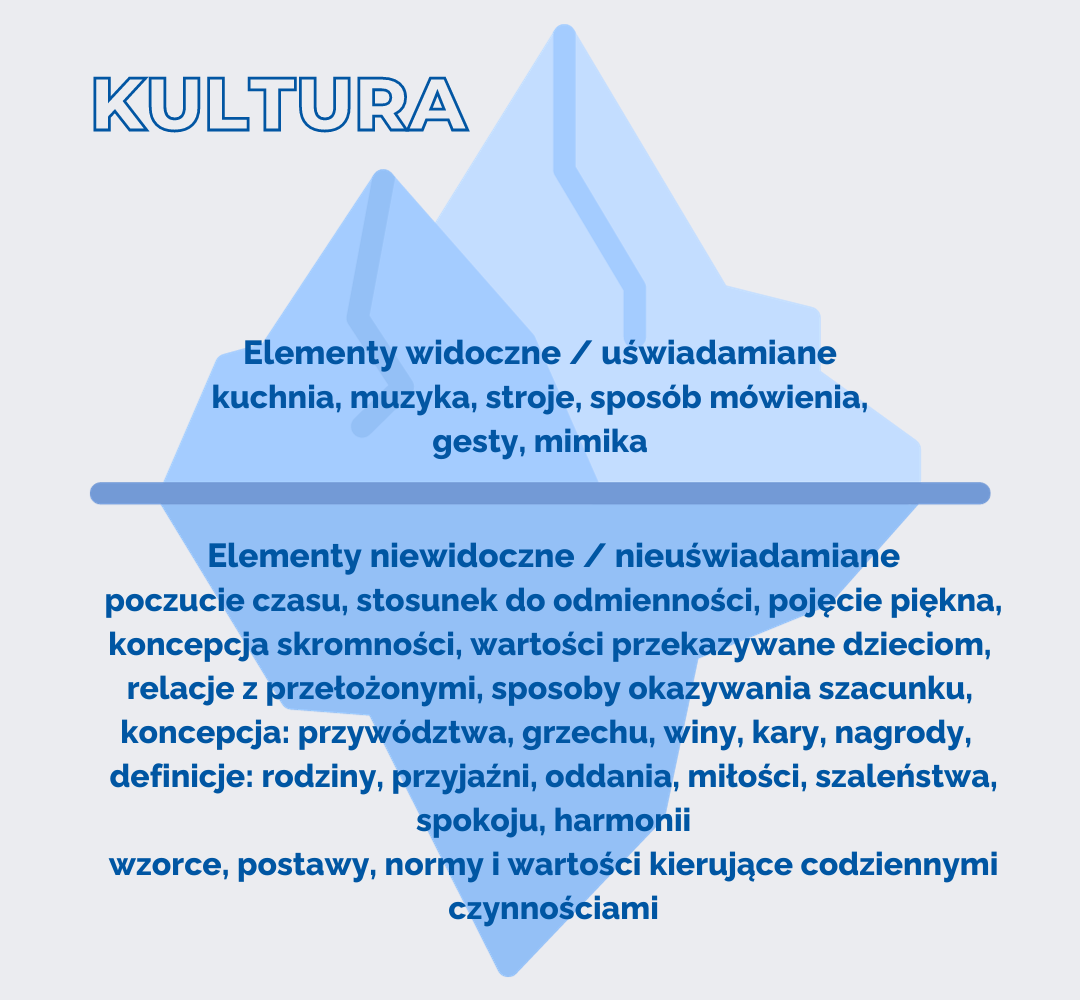 KULTURA
Elementy widoczne / uświadamiane
kuchnia, muzyka, stroje, sposób mówienia,
gesty, mimika
Elementy niewidoczne / nieuświadamiane
poczucie czasu, stosunek do odmienności, pojęcie piękna,
koncepcja skromności, wartości przekazywane dzieciom,
relacje z przełożonymi, sposoby okazywania szacunku,
koncepcja: przywództwa, grzechu, winy, kary, nagrody,
definicje: rodziny, przyjaźni, oddania, miłości, szaleństwa,
spokoju, harmonii
wzorce, postawy, normy i wartości kierujące codziennymi
czynnościami